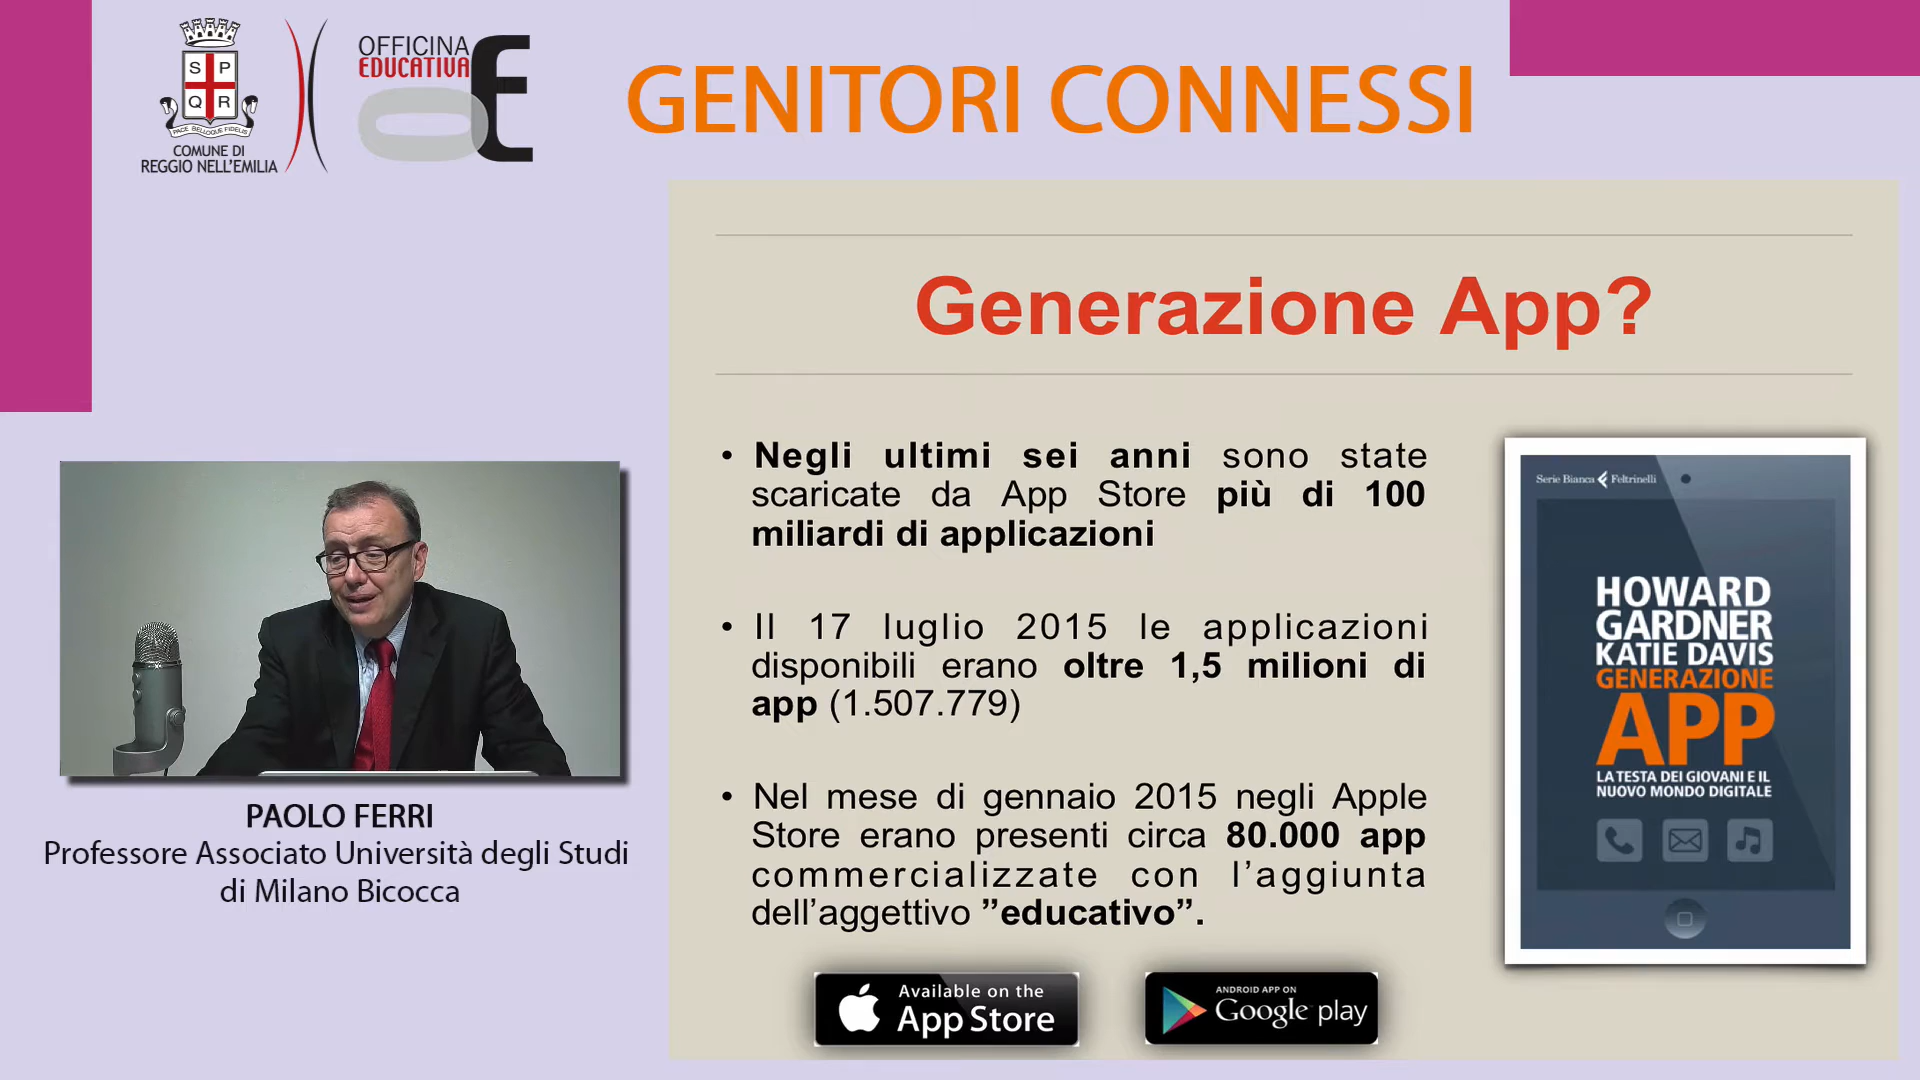 S P
Q R
PACE BELLOQUE FIDELIS
COMUNE DI
REGGIO NELL'EMILIA
OFFICINA
EDUCATIVA
GENITORI CONNESSI
Generazione App?
• Negli ultimi sei anni sono state
scaricate da App Store più di 100
miliardi di applicazioni
• Il 17 luglio 2015 le applicazioni
disponibili erano oltre 1,5 milioni di
app (1.507.779)
• Nel mese di gennaio 2015 negli Apple
Store erano presenti circa 80.000 app
commercializzate con l’aggiunta
dell’aggettivo ”educativo”.
Available on the
App Store
ANDROID APP ON
Google play
Serie Bianca Feltrinelli
HOWARD
GARDNER
KATIE DAVIS
GENERAZIONE
APP
LA TESTA DEI GIOVANI E IL
NUOVO MONDO DIGITALE
PAOLO FERRI
Professore Associato Università degli Studi
di Milano Bicocca